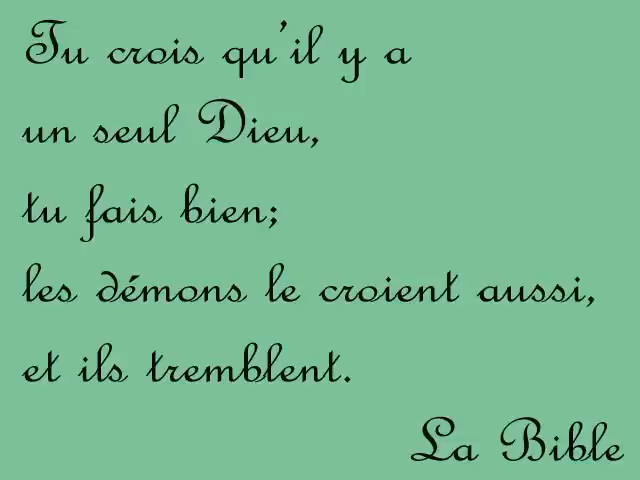 Tu crois qu'il y a
un seul Dieu,
tu fais bien;
les démons le croient aussi,
et ils tremblent.
La Bible